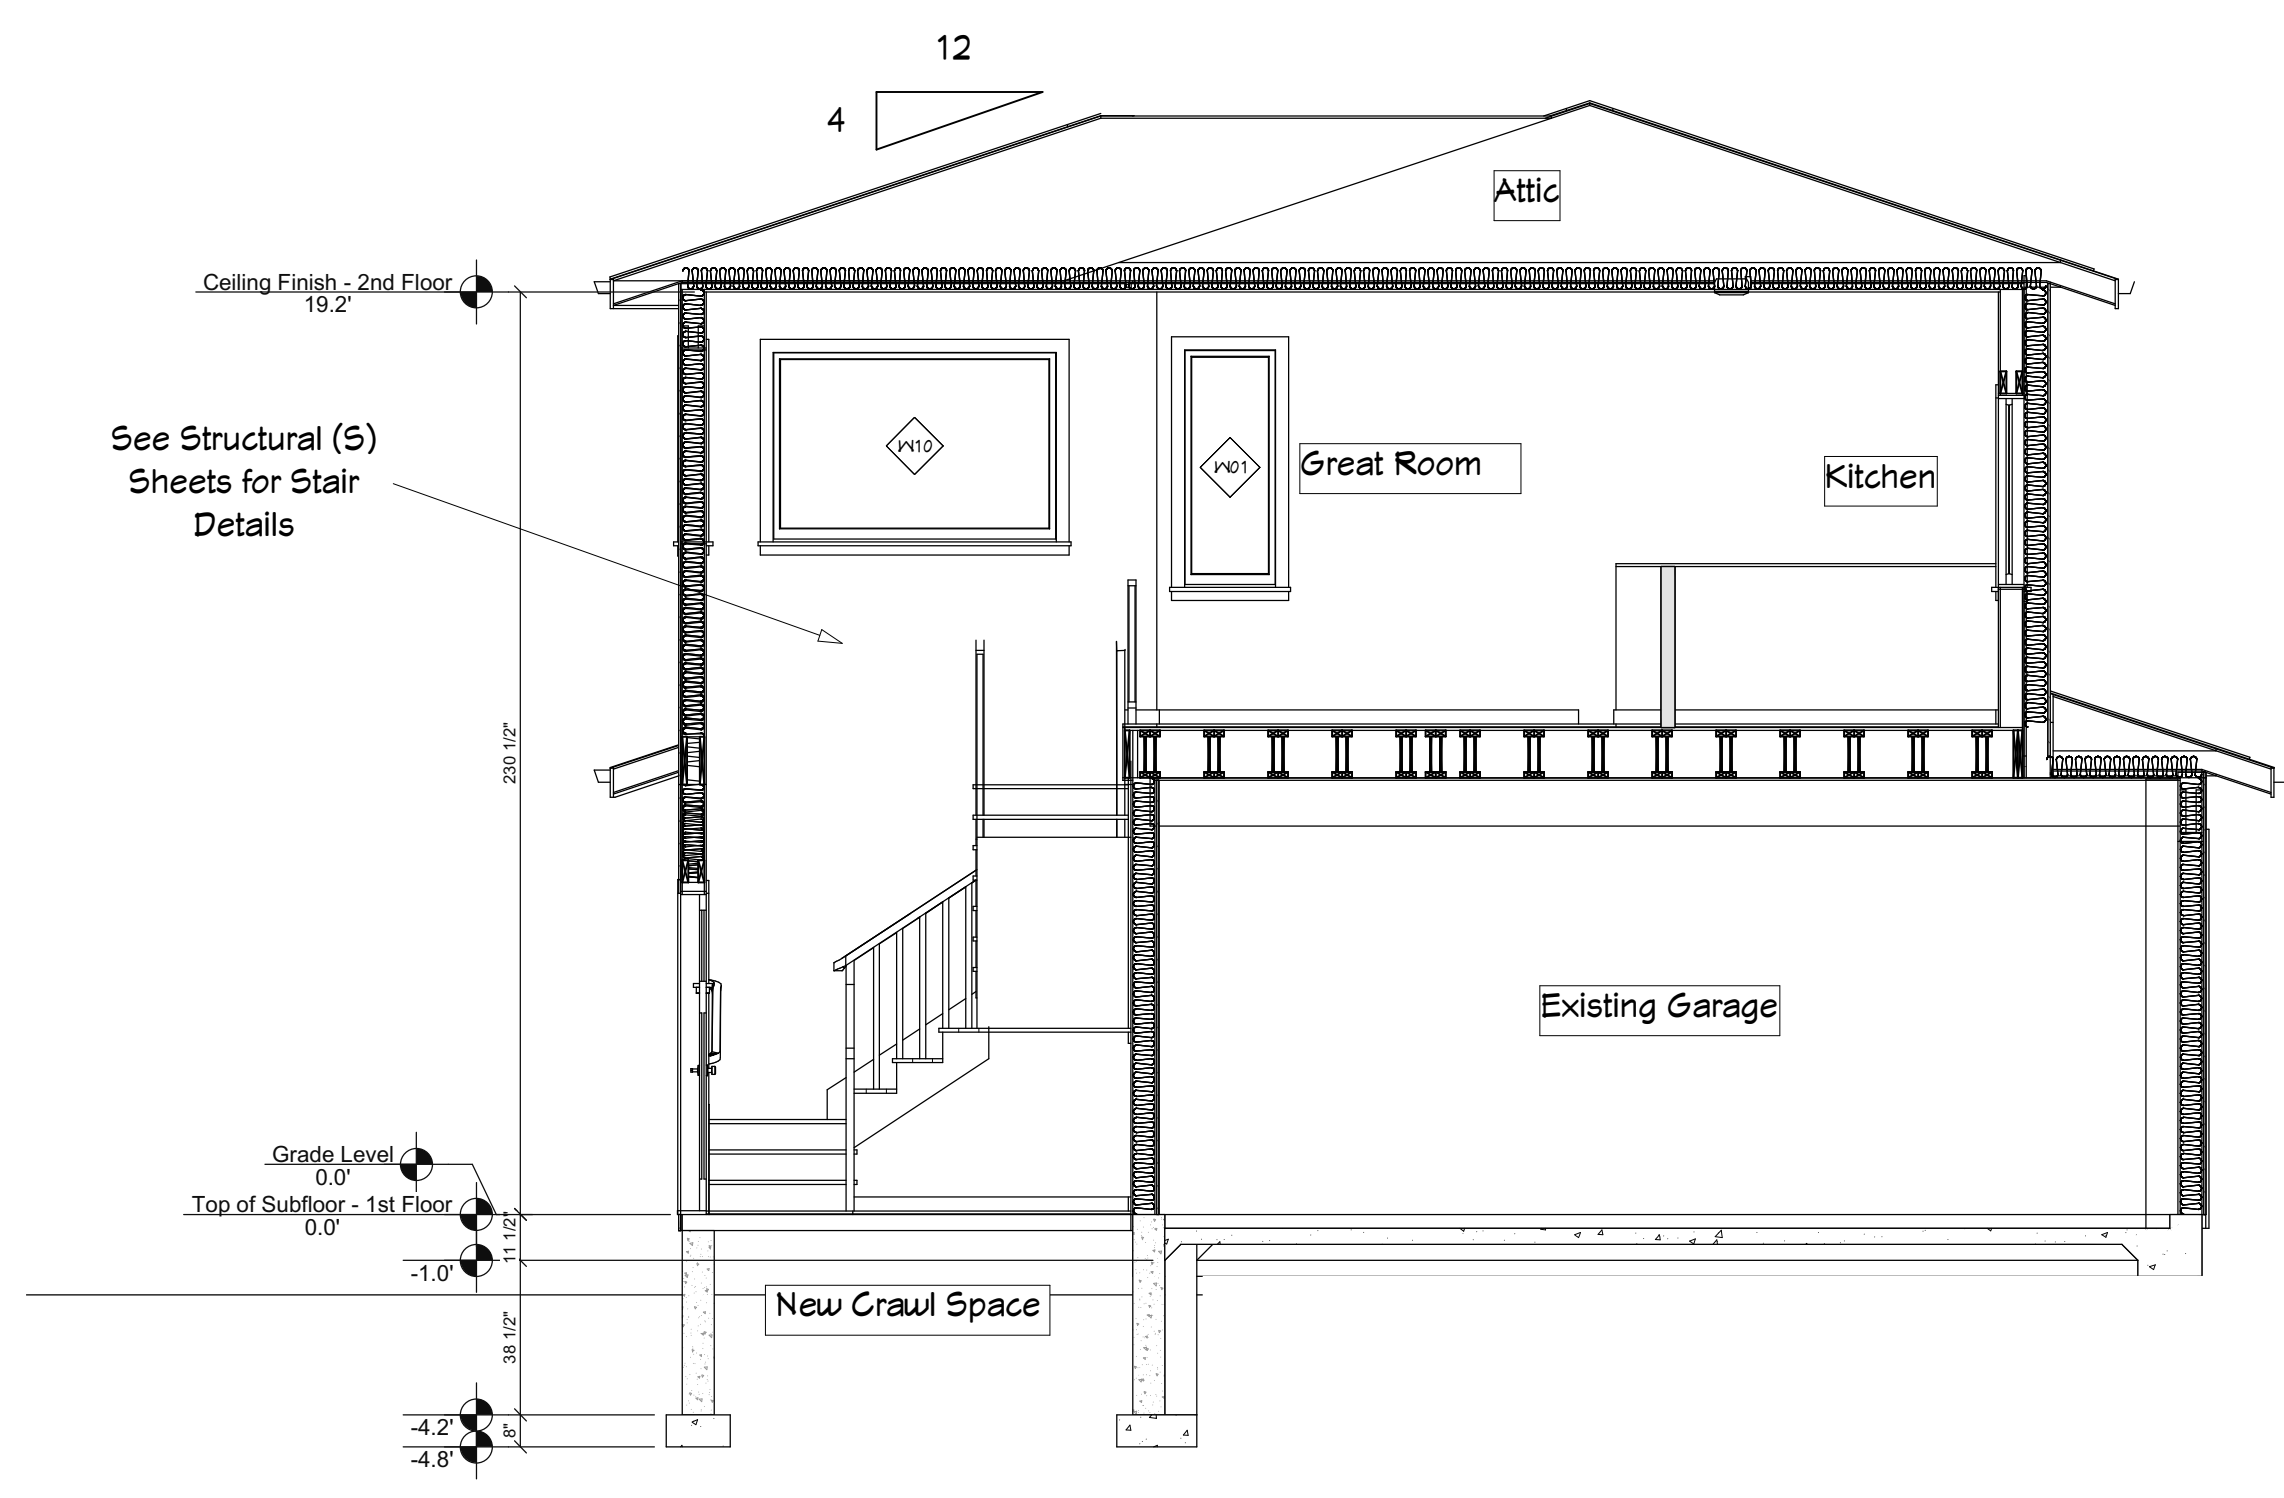 12
4
Attic
Ceiling Finish - 2nd Floor
19.2'
See Structural (S)
Sheets for Stair
Details
W10
W01
Great Room
Kitchen
230 1/2"
Existing Garage
Grade Level
0.0'
Top of Subfloor - 1st Floor
0.0'
11 1/2"
-1.0'
New Crawl Space
38 1/2"
-4.2'
8"
-4.8'